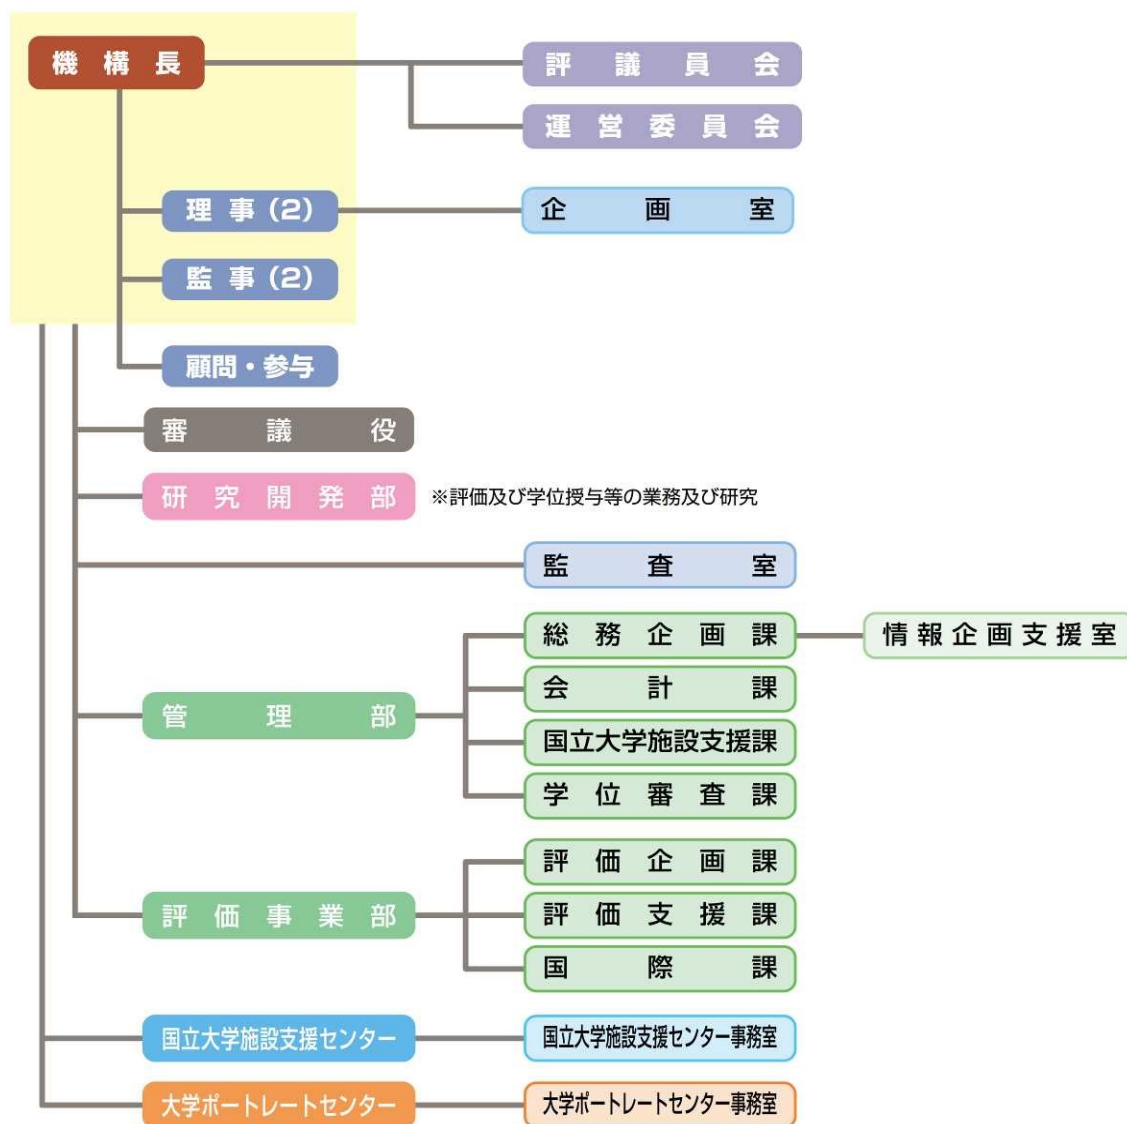 機構長
評議員会
運営委員会
理事(2)
企画室
監事(2)
顧問・参与
審議役
研究開発部
※評価及び学位授与等の業務及び研究
監査室
総務企画課
情報企画支援室
会計課
管理部
国立大学施設支援課
学位審査課
評価企画課
評価事業部
評価支援課
国際課
国立大学施設支援センター
国立大学施設支援センター事務室
大学ポートレートセンター
大学ポートレートセンター事務室